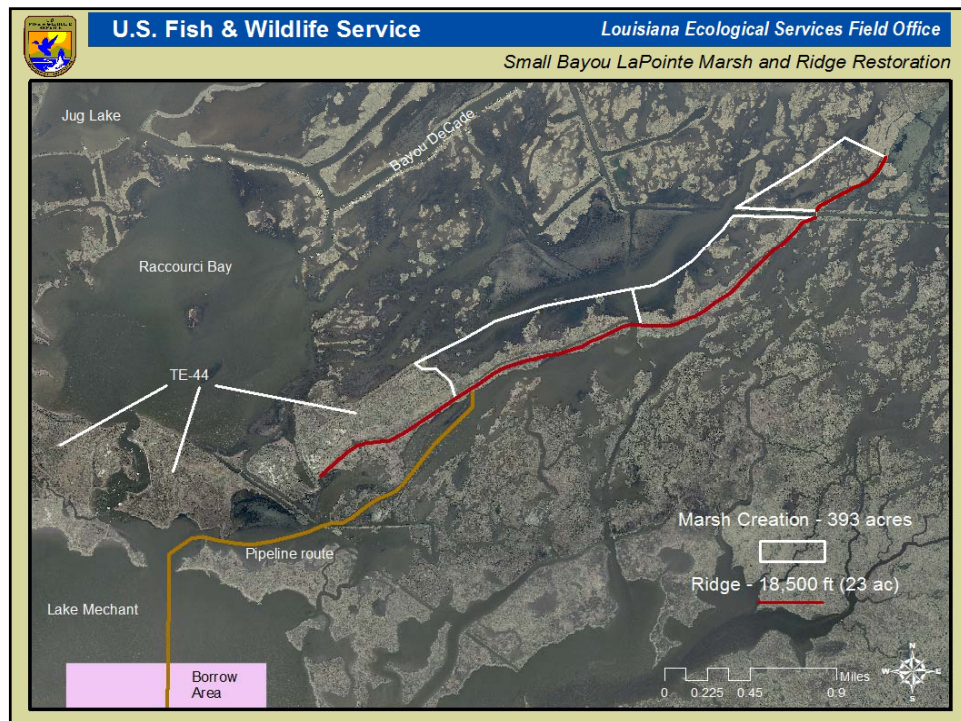 U.S. Fish & Wildlife Service
Louisiana Ecological Services Field Office
Small Bayou LaPointe Marsh and Ridge Restoration
Jug Lake
Bayou DeCade
Raccourci Bay
TE-44
Marsh Creation - 393 acres
Pipeline route
Ridge - 18,500 ft (23 ac)
Lake Mechant
Borrow
Area
Miles
0 0.225 0.45 0.9
N
W E
S